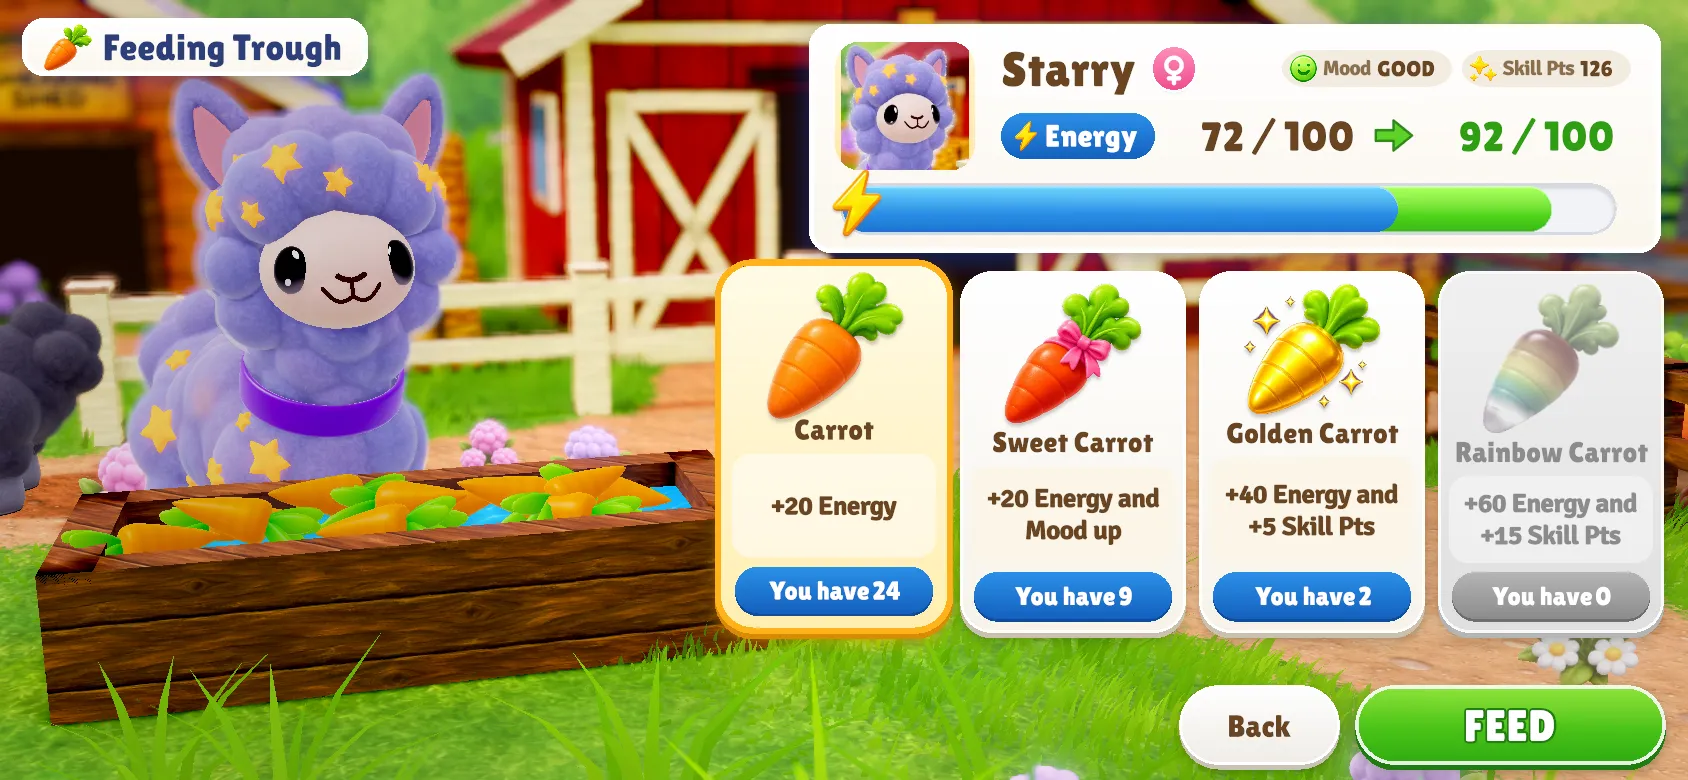 Feeding Trough
SHED
Starry
Mood GOOD
Skill Pts 126
Energy
72 / 100
92 / 100
Carrot
+20 Energy
You have 24
Sweet Carrot
+20 Energy and
Mood up
You have 9
Golden Carrot
+40 Energy and
+5 Skill Pts
You have 2
Rainbow Carrot
+60 Energy and
+15 Skill Pts
You have 0
Back
FEED